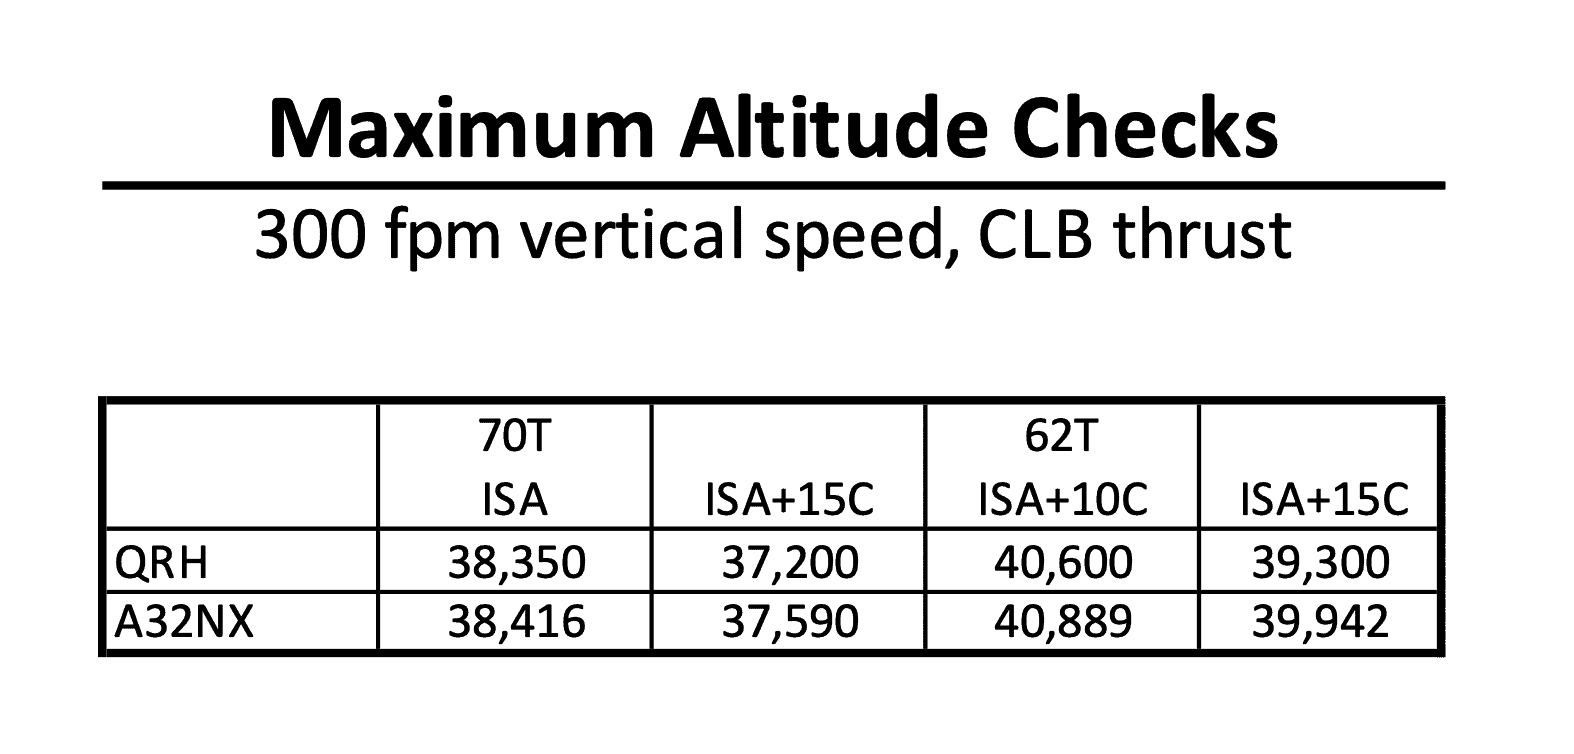 Maximum Altitude Checks
300 fpm vertical speed, CLB thrust
70T 62T
ISA ISA+15C ISA+10C ISA+15C
QRH 38,350 37,200 40,600 39,300
A32NX 38,416 37,590 40,889 39,942